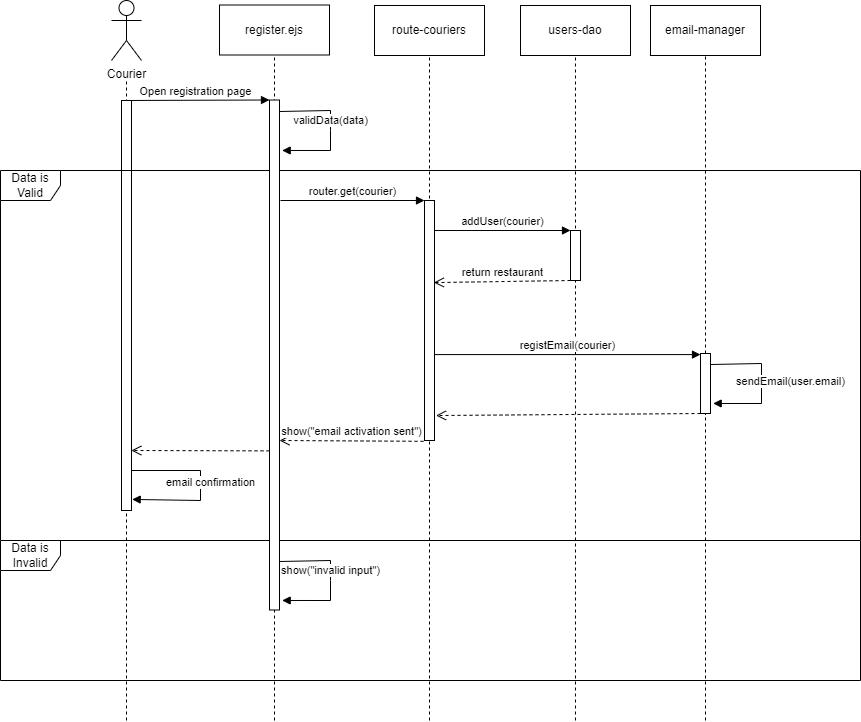 register.ejs
route-couriers
users-dao
email-manager
Courier
Open registration page
validData(data)
Data is
Valid
router.get(courier)
addUser(courier)
return restaurant
registEmail(courier)
sendEmail(user.email)
show("email activation sent")
email confirmation
Data is
Invalid
show("invalid input")